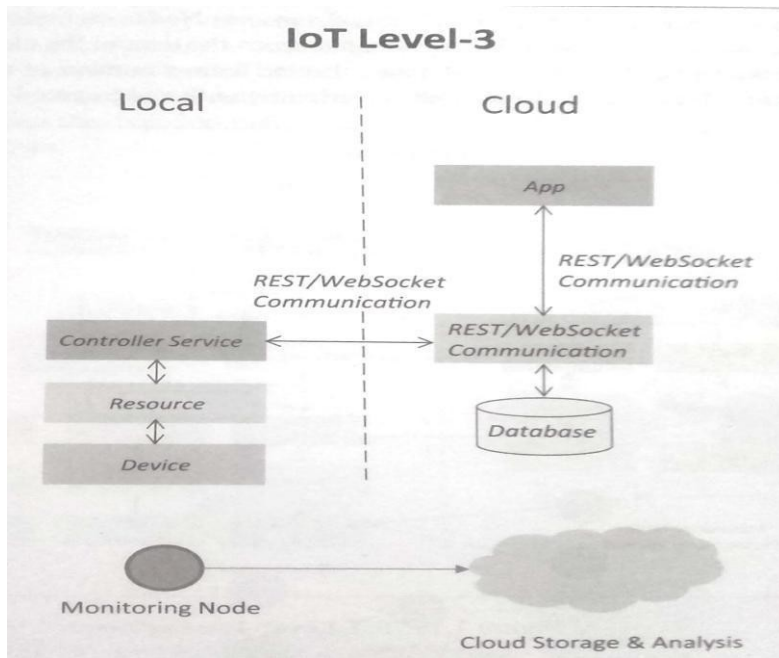 IoT Level-3
Local
Cloud
App
REST/WebSocket
Communication
REST/WebSocket
Communication
Controller Service
REST/WebSocket
Communication
Resource
Database
Device
Monitoring Node
Cloud Storage & Analysis